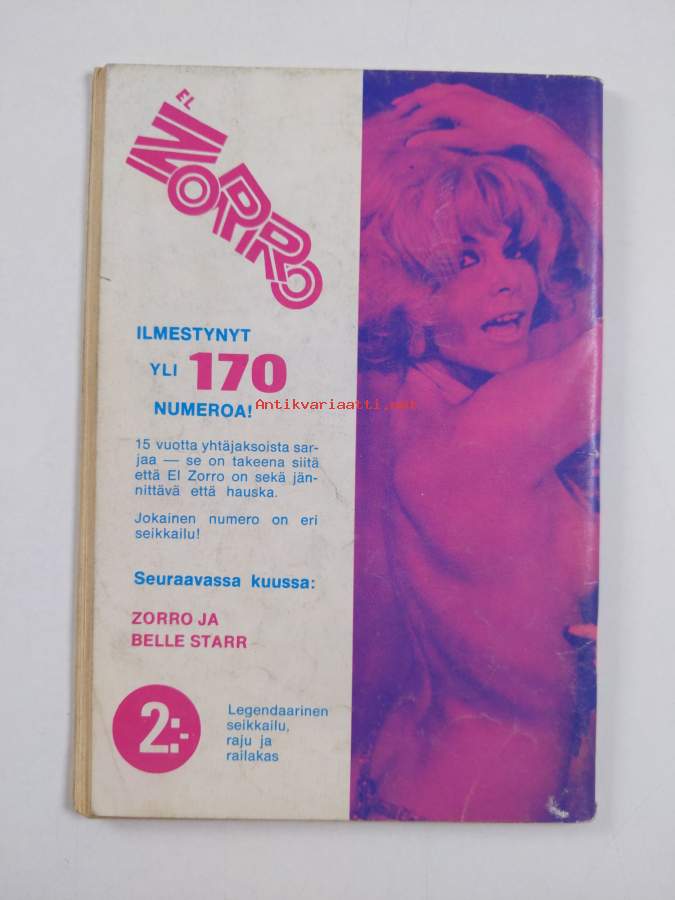 EL
ZORRO
ILMESTYNYT
YLI 170
NUMEROA!
Antikvariaatti.net
15 vuotta yhtäjaksoista sar-
jaa — se on takeena siitä
että El Zorro on sekä jän-
nittävä että hauska.
Jokainen numero on eri
seikkailu!
Seuraavassa kuussa:
ZORRO JA
BELLE STARR
2:-
Legendaarinen
seikkailu,
raju ja
railakas